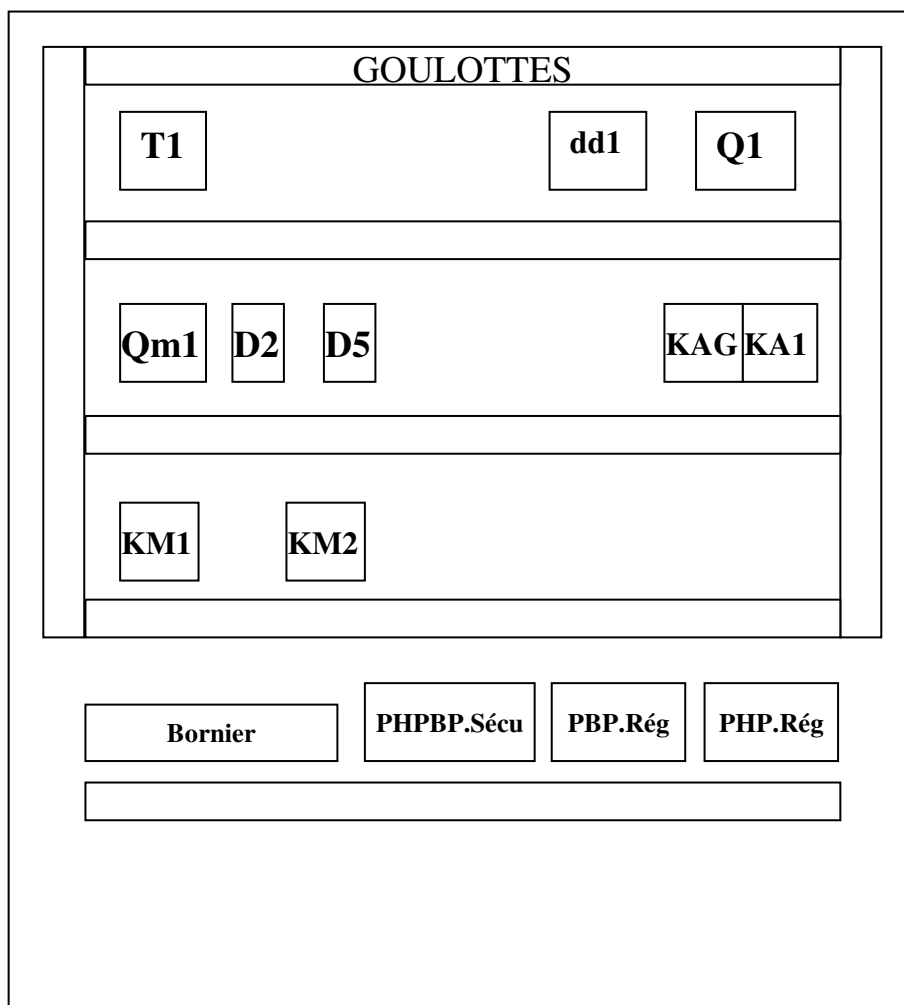 GOULOTTES
T1 dd1 Q1
Qm1 D2 D5 KAG KA1
KM1 KM2
Bornier PHPBP.Sécu PBP.Rég PHP.Rég